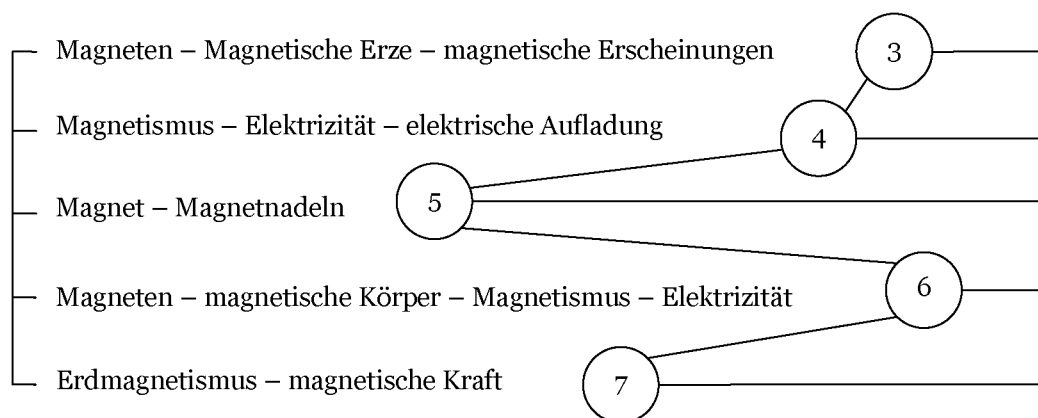 Magneten – Magnetische Erze – magnetische Erscheinungen 3
Magnetismus – Elektrizität – elektrische Aufladung 4
Magnet – Magnetnadeln 5
Magneten – magnetische Körper – Magnetismus – Elektrizität 6
Erdmagnetismus – magnetische Kraft 7